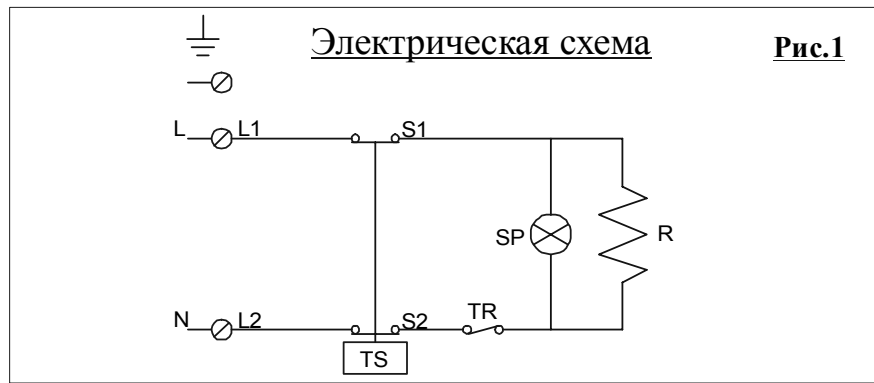 Электрическая схема
Рис.1
L L1 S1
SP R
N L2 S2 TR
TS